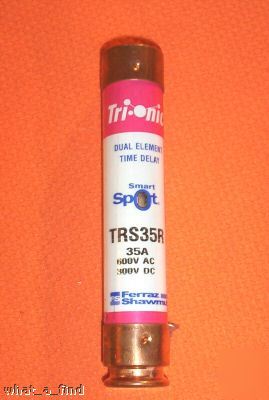 Tri-onic
DUAL ELEMENT
TIME DELAY
Smart
Spot
TRS35R
35A
600V AC
300V DC
Ferraz
Shawmut
what_a_find